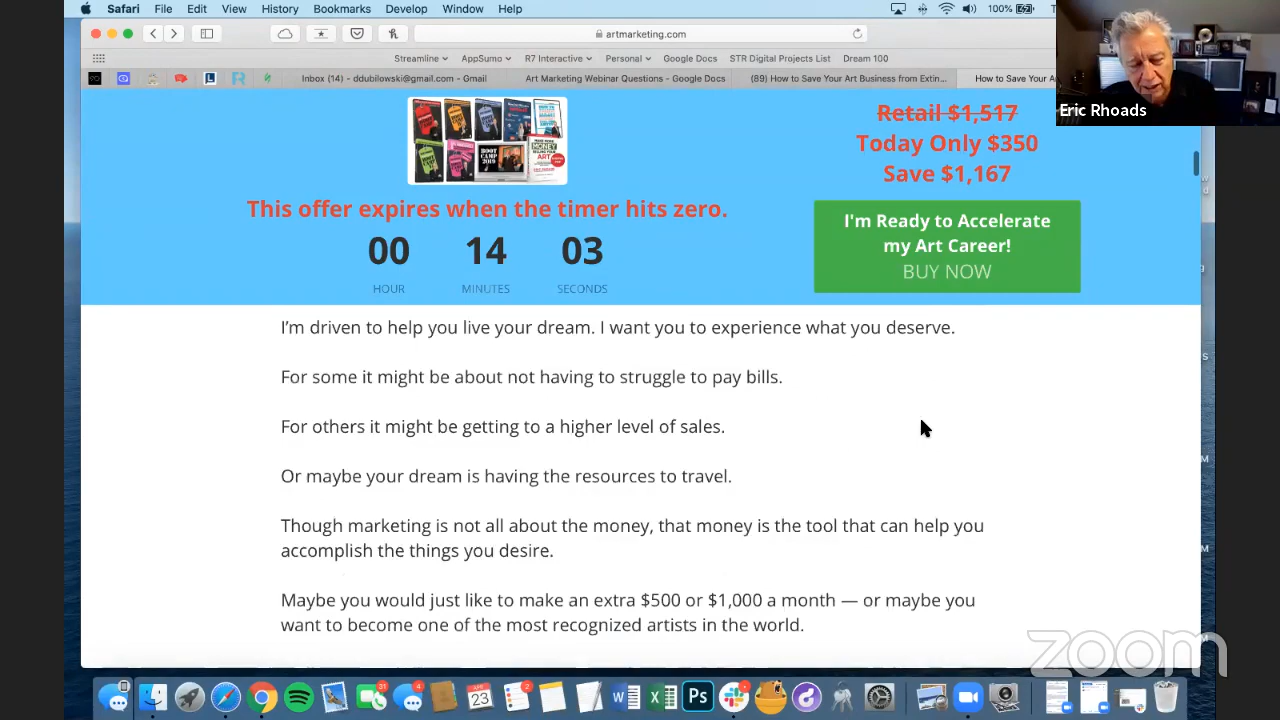 Safari File Edit View History Bookmarks Develop Window Help
100%
artmarketing.com
Streamline AppSumo R7 Interactive Personal Google Docs STR Digital Projects List Dream 100
Inbox (14) - ddubilowski@gmail.com - Gmail
Art Marketing Webinar Questions - Google Docs
(89) How to Save Your Art Business from Extin...
How to Save Your
Eric Rhoads
BOOT CAMP 2019
ART
Retail $1,517
Today Only $350
Save $1,167
This offer expires when the timer hits zero.
00 14 03
HOUR MINUTES SECONDS
I'm Ready to Accelerate
my Art Career!
BUY NOW
I'm driven to help you live your dream. I want you to experience what you deserve.
For some it might be about not having to struggle to pay bills.
For others it might be getting to a higher level of sales.
Or maybe your dream is having the resources to travel.
Though marketing is not all about the money, that money is the tool that can help you
accomplish the things you desire.
Maybe you would just like to make an extra $500 or $1,000 a month — or maybe you
want to become one of the most recognized artists in the world.
zoom
W X Ps